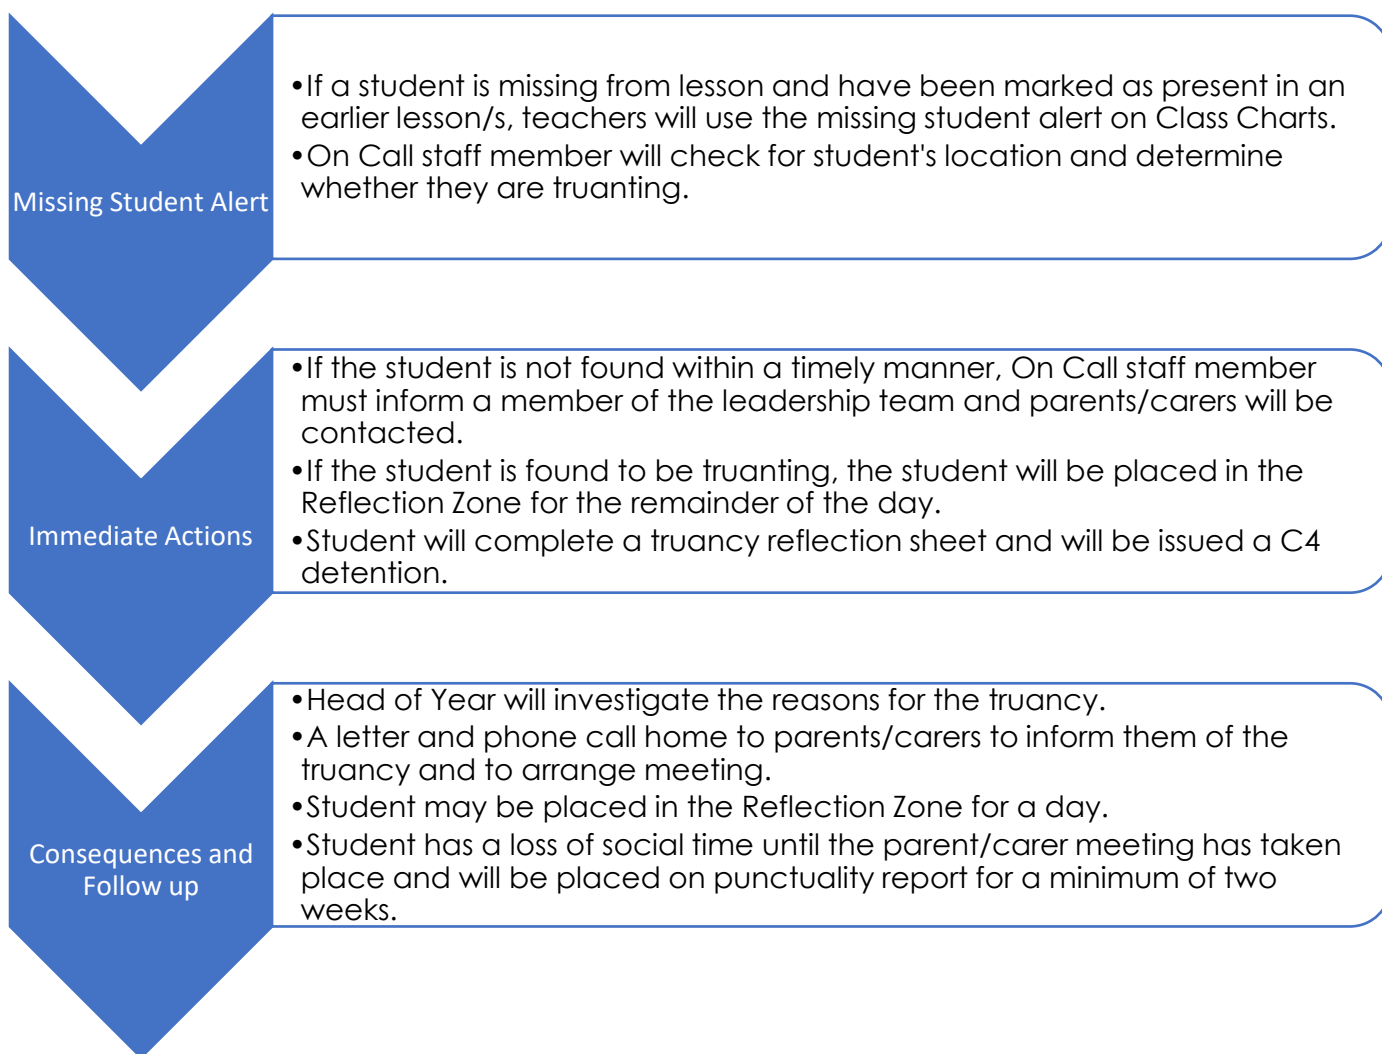 Missing Student Alert
•If a student is missing from lesson and have been marked as present in an
earlier lesson/s, teachers will use the missing student alert on Class Charts.
•On Call staff member will check for student's location and determine
whether they are truanting.
Immediate Actions
•If the student is not found within a timely manner, On Call staff member
must inform a member of the leadership team and parents/carers will be
contacted.
•If the student is found to be truanting, the student will be placed in the
Reflection Zone for the remainder of the day.
•Student will complete a truancy reflection sheet and will be issued a C4
detention.
Consequences and
Follow up
•Head of Year will investigate the reasons for the truancy.
•A letter and phone call home to parents/carers to inform them of the
truancy and to arrange meeting.
•Student may be placed in the Reflection Zone for a day.
•Student has a loss of social time until the parent/carer meeting has taken
place and will be placed on punctuality report for a minimum of two
weeks.